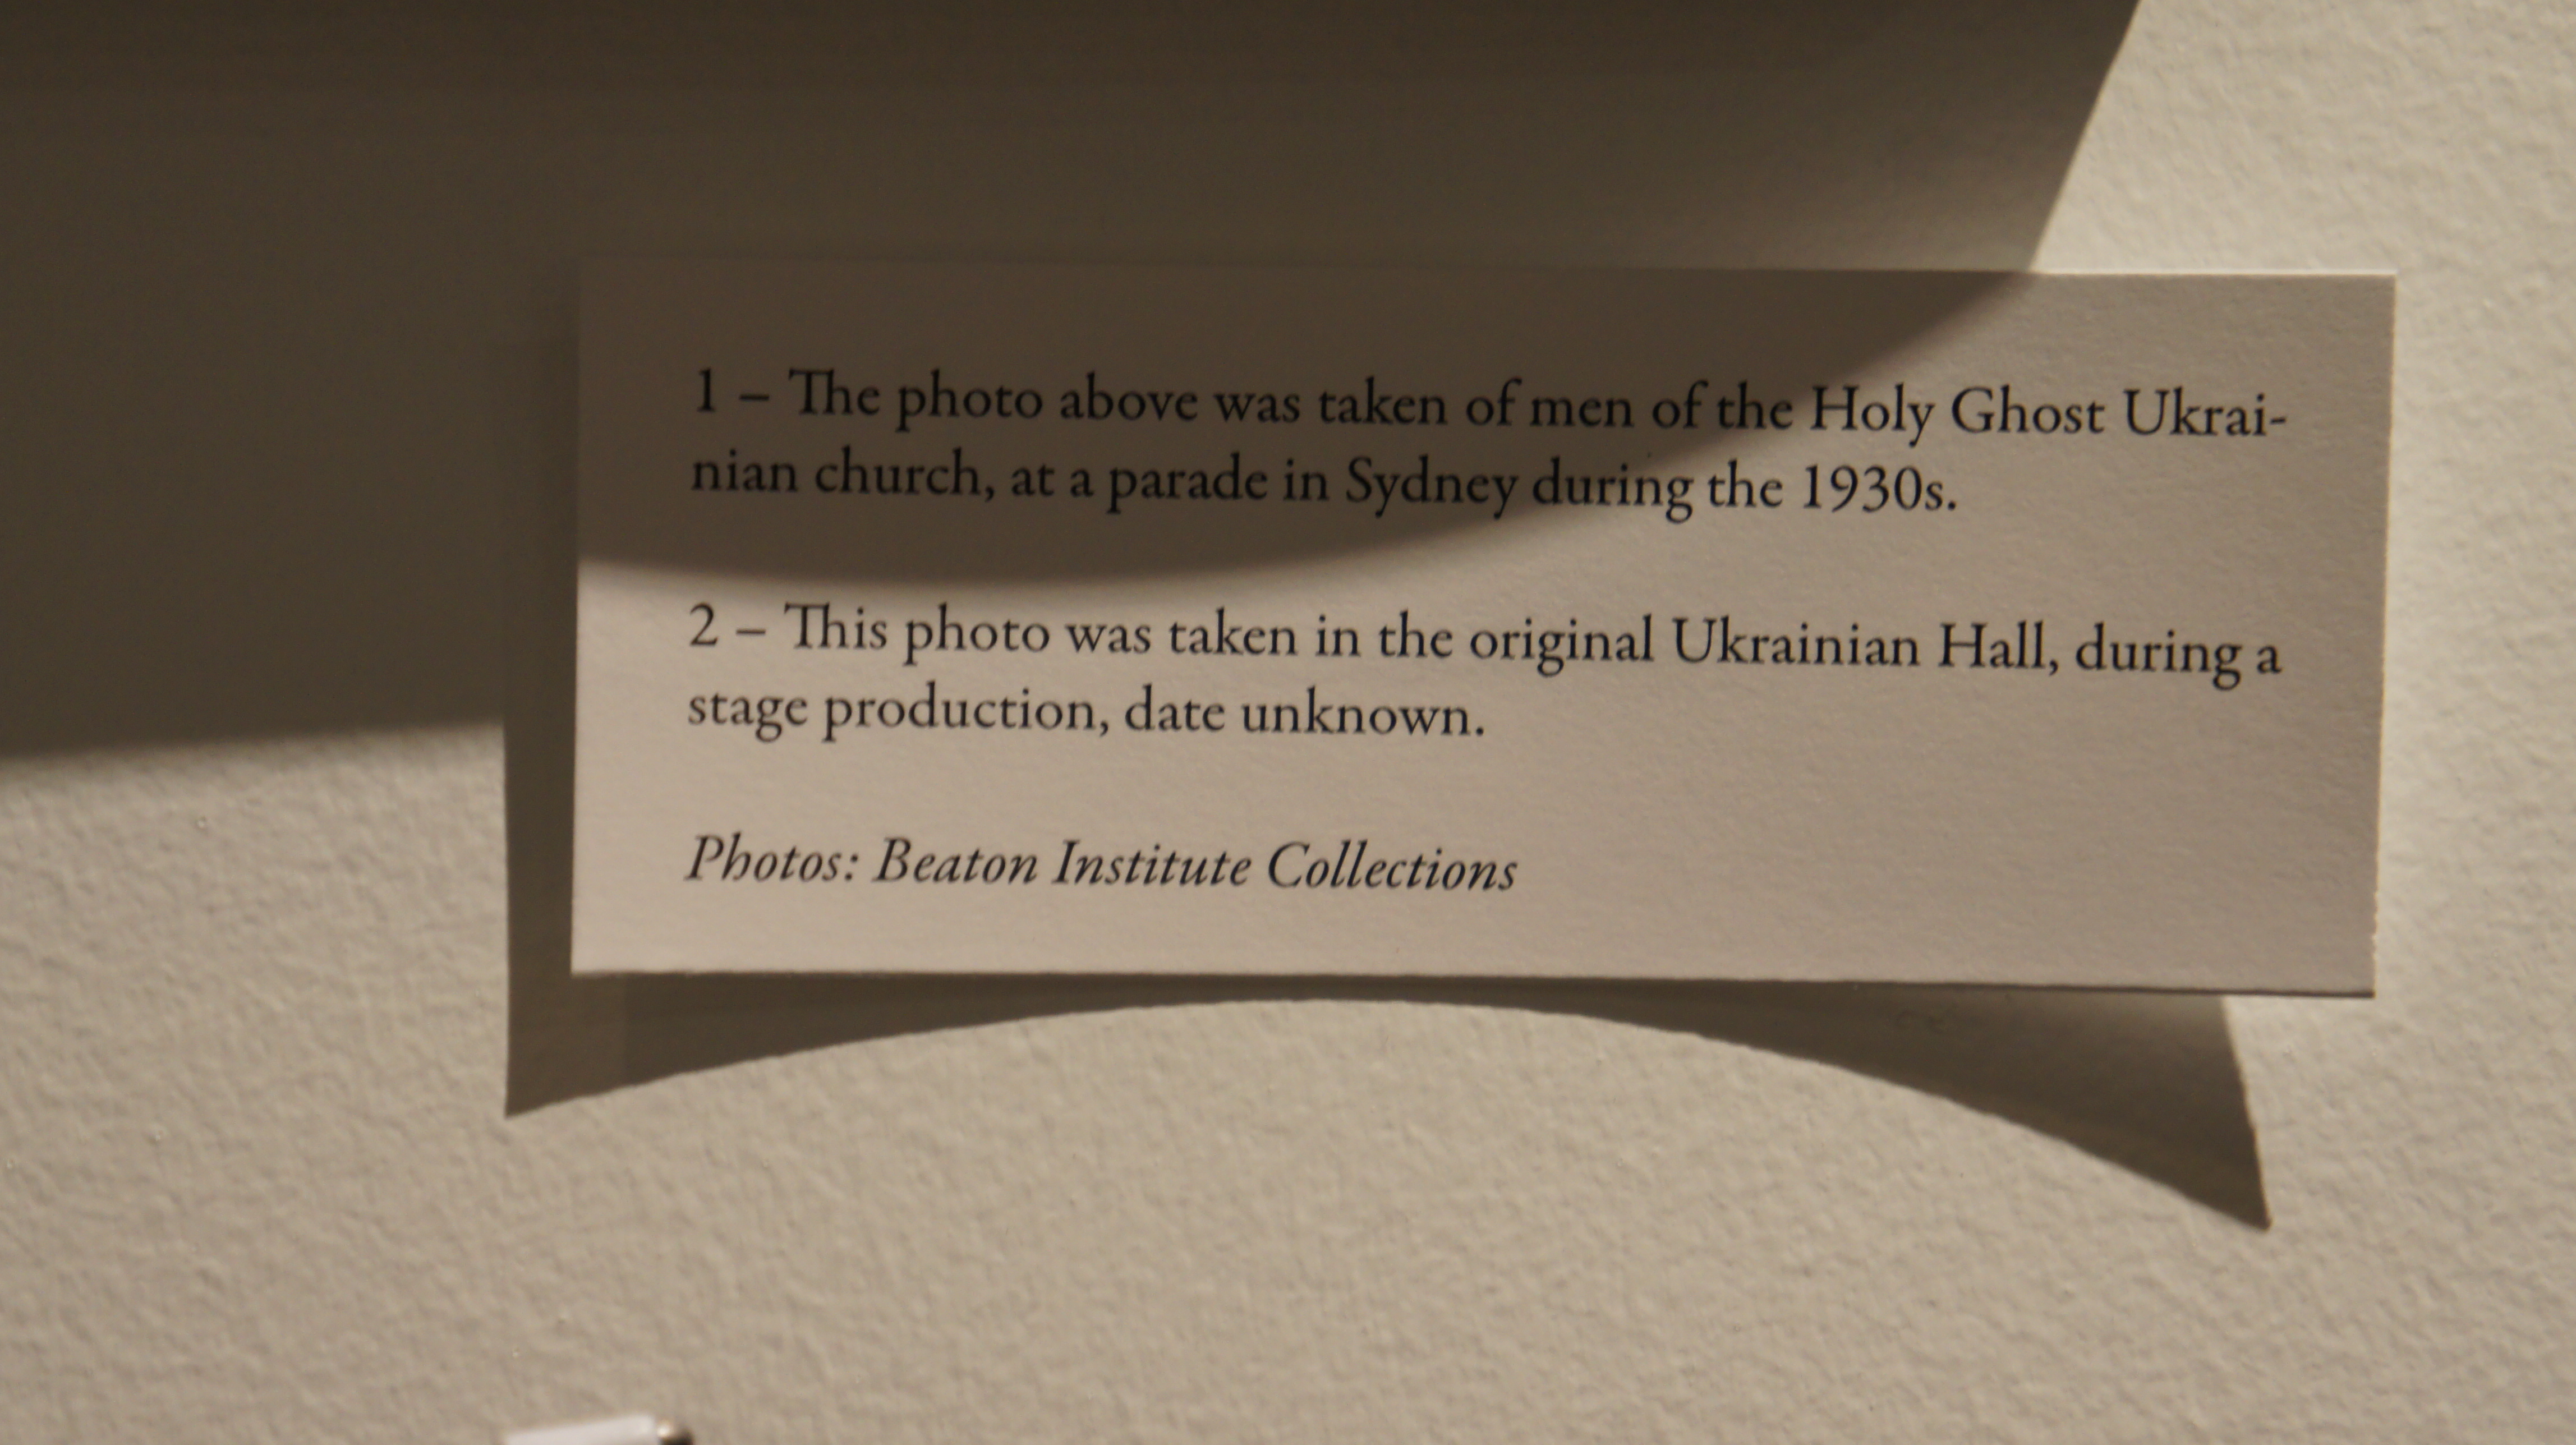 1 – The photo above was taken of men of the Holy Ghost Ukrai-
nian church, at a parade in Sydney during the 1930s.
2 – This photo was taken in the original Ukrainian Hall, during a
stage production, date unknown.
Photos: Beaton Institute Collections